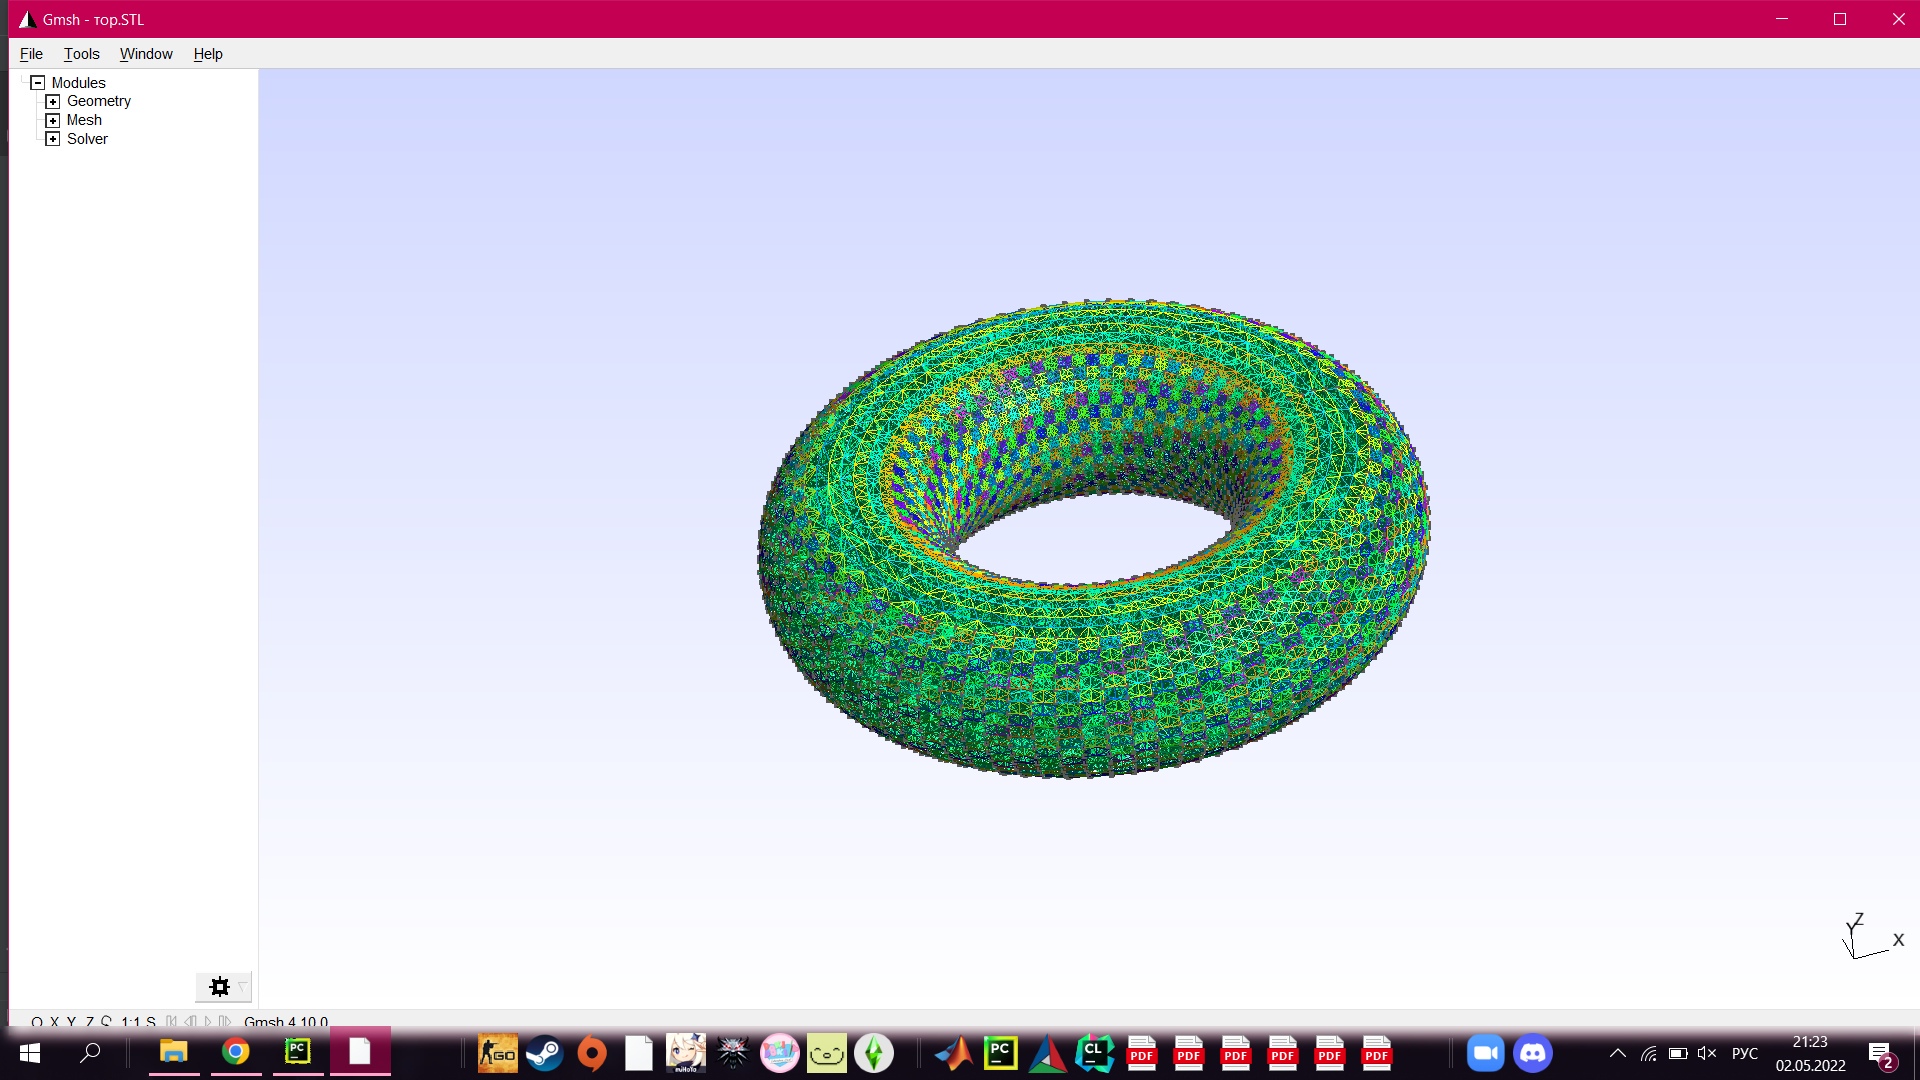 Gmsh - тор.STL
File Tools Window Help
Modules
Geometry
Mesh
Solver
Z
Y
X
O X Y Z 1:1 S Gmsh 4.10.0
PC
GO
miHoYo
PC
CL
PDF
PDF
PDF
PDF
PDF
PDF
РУС
21:23
02.05.2022
2